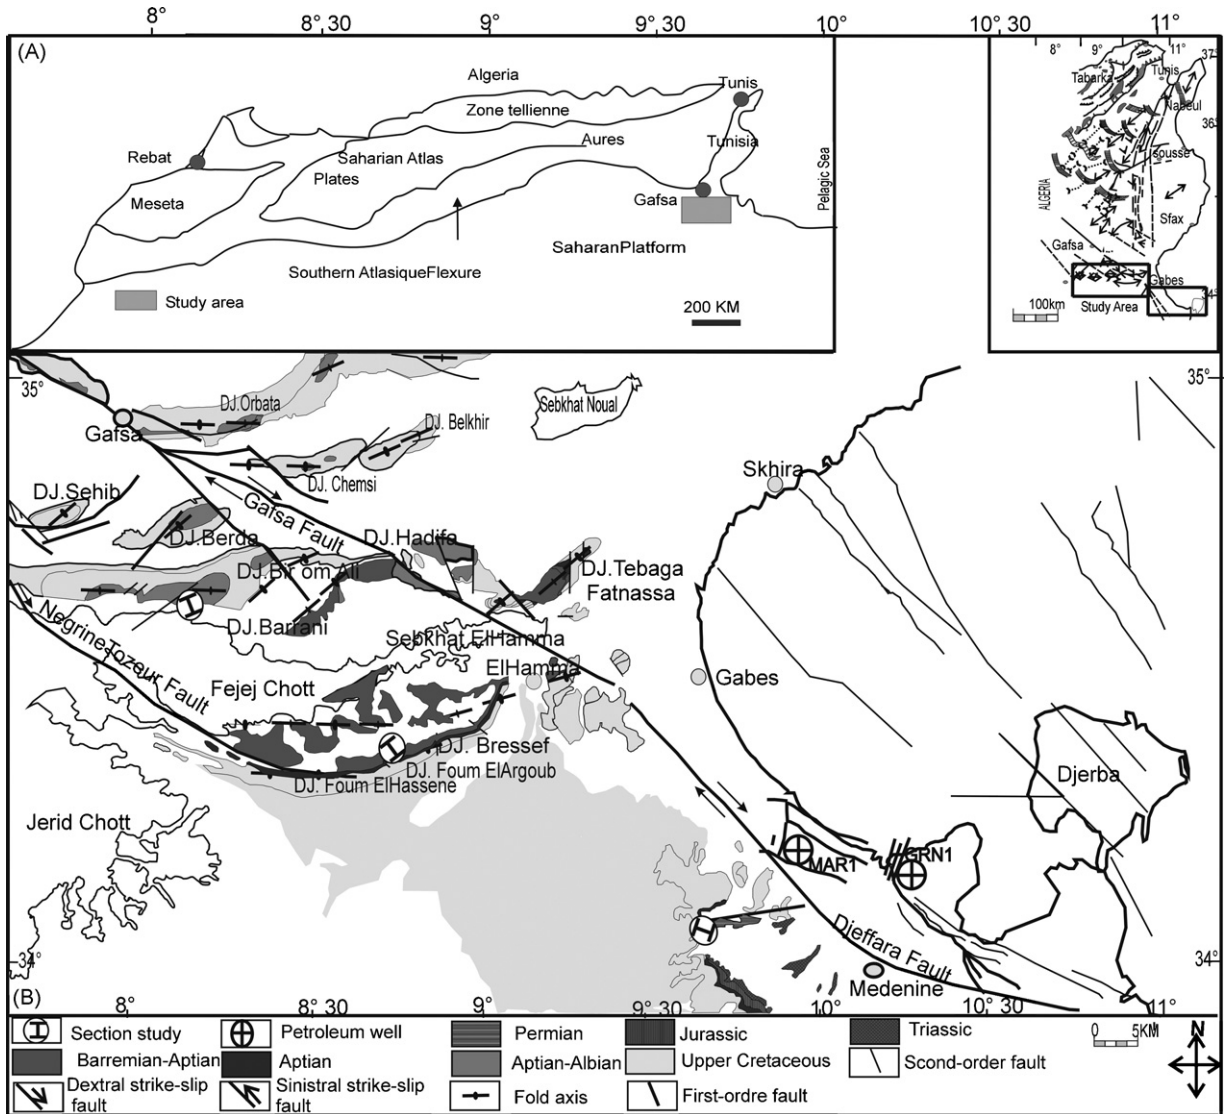 8° 8°.30 9° 9°.30 10° 10°.30 11°
(A)
Algeria
Tunis
Zone tellienne
Aures
Tunisia
Rebat
Saharian Atlas
Plates
Meseta
Gafsa
Pelagic Sea
SaharanPlatform
Southern AtlasiqueFlexure
Study area
200 KM
8° 9° 11°
37°
Tabarka
Tunis
Nabeul
36°
sousse
ALGERIA
Sfax
Gafsa
Gabes
34°
100km
Study Area
35°
35°
DJ.Orbata
Sebkhat Noual
Gafsa
DJ. Belkhir
DJ. Chemsi
Skhira
DJ.Sehib
Gafsa Fault
DJ.Berda
DJ.Hadifa
DJ.Bir om Ali
DJ.Tebaga
Fatnassa
DJ.Barrani
Sebkhat ElHamma
Negrine Tozeur Fault
ElHamma
Fejej Chott
Gabes
DJ. Bressef
DJ. Foum ElArgoub
DJ. Foum ElHassene
Djerba
Jerid Chott
MAR1
GRN1
Djeffara Fault
34°
34°
Medenine
(B)
8° 8°.30 9° 9°.30 10° 10°.30 11°
Section study
Petroleum well
Permian
Jurassic
Triassic
0 5KM
N
Barremian-Aptian
Aptian
Aptian-Albian
Upper Cretaceous
Scond-order fault
Dextral strike-slip
fault
Sinistral strike-slip
fault
Fold axis
First-ordre fault